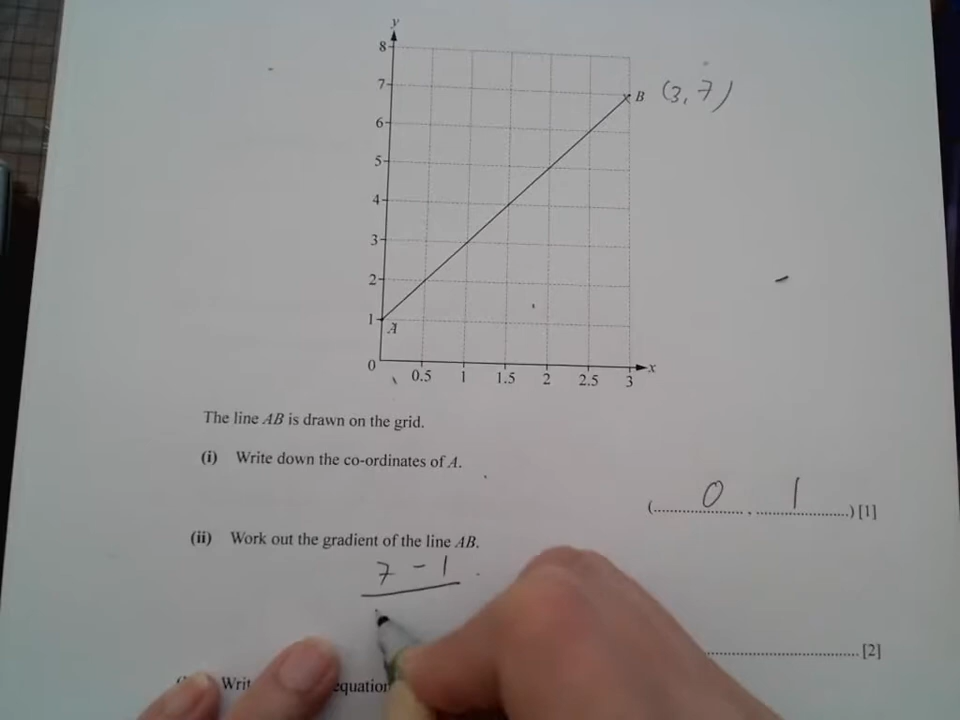 y
8
7
B (3, 7)
6
5
4
3
2
1
A
0
0.5 1 1.5 2 2.5 3 x
The line AB is drawn on the grid.
(i) Write down the co-ordinates of A.
(0, 1) [1]
(ii) Work out the gradient of the line AB.
7 - 1
[2]